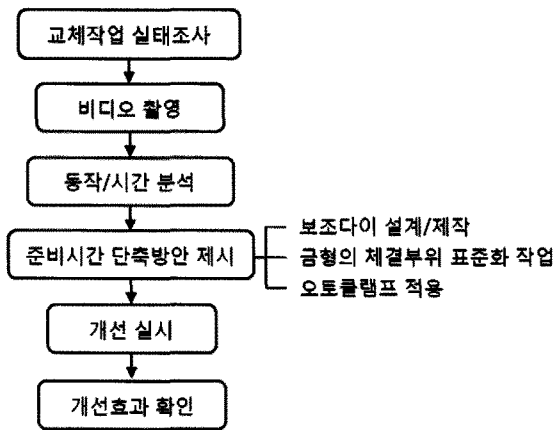 교체작업 실태조사
비디오 촬영
동작/시간 분석
준비시간 단축방안 제시
보조다이 설계/제작
금형의 체결부위 표준화 작업
오토클램프 적용
개선 실시
개선효과 확인